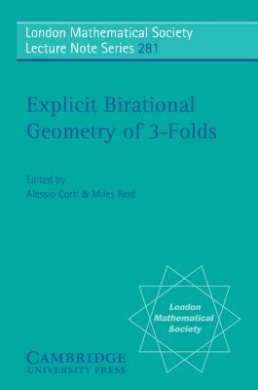 London Mathematical Society
Lecture Note Series 281
Explicit Birational
Geometry of 3-Folds
Edited by
Alessio Corti & Miles Reid
London
Mathematical
Society
CAMBRIDGE
UNIVERSITY PRESS